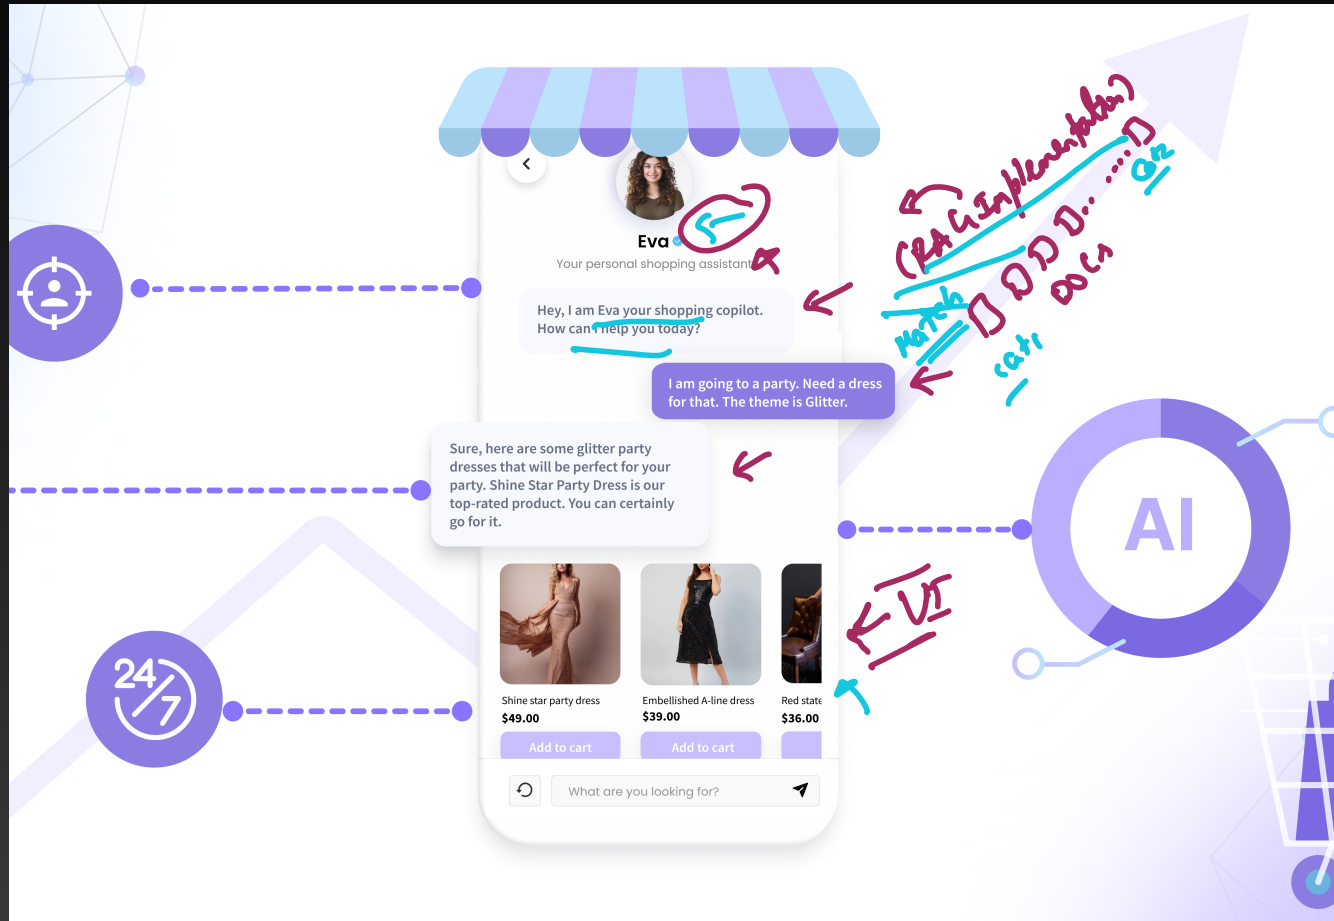 Eva
Your personal shopping assistant
Hey, I am Eva your shopping copilot.
How can I help you today?
I am going to a party. Need a dress
for that. The theme is Glitter.
Sure, here are some glitter party
dresses that will be perfect for your
party. Shine Star Party Dress is our
top-rated product. You can certainly
go for it.
Shine star party dress
$49.00
Add to cart
Embellished A-line dress
$39.00
Add to cart
Red state
$36.00
What are you looking for?
24/7
AI
(RAG Implementation)
DOCs
Match